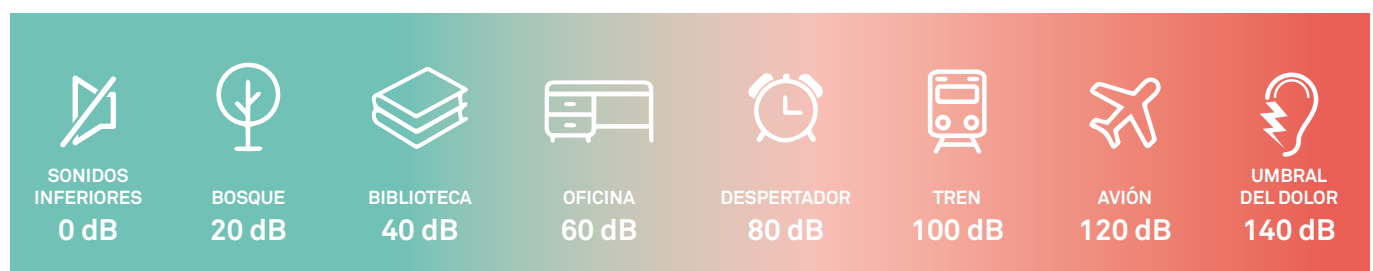 SONIDOS
INFERIORES
0 dB
BOSQUE
20 dB
BIBLIOTECA
40 dB
OFICINA
60 dB
DESPERTADOR
80 dB
TREN
100 dB
AVIÓN
120 dB
UMBRAL
DEL DOLOR
140 dB